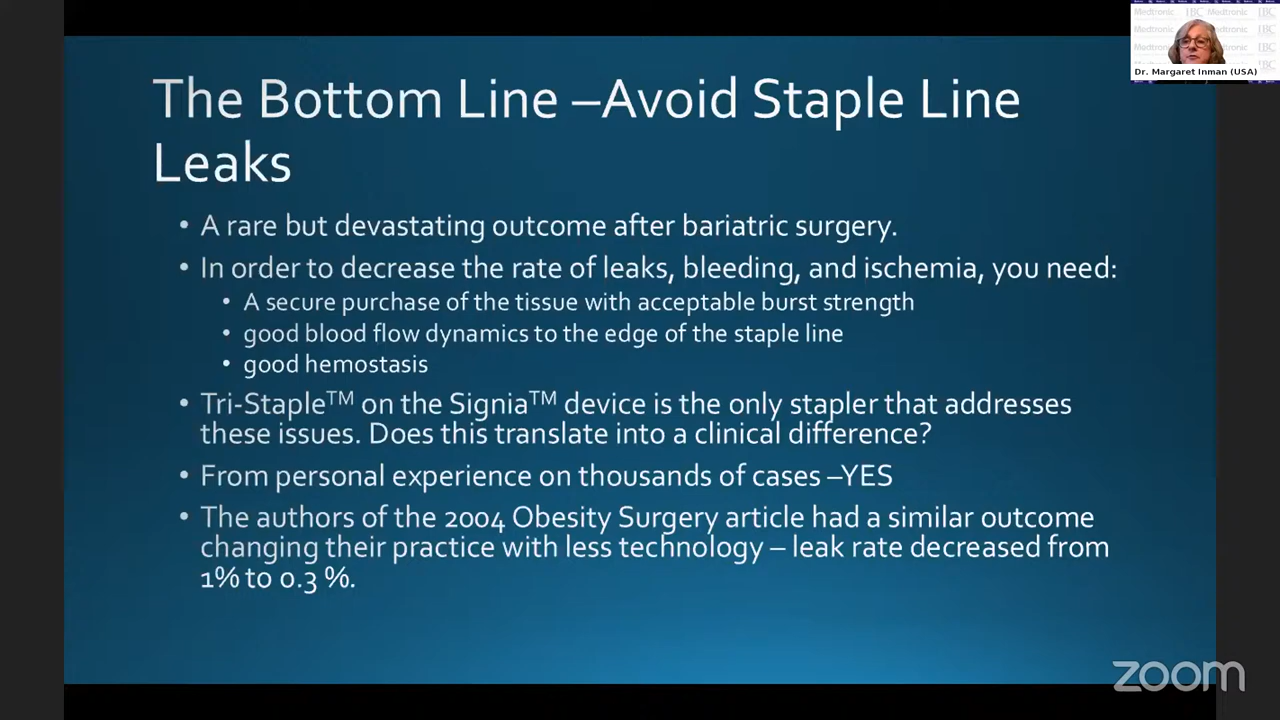 Medtronic IBC Medtronic IBC
Dr. Margaret Inman (USA)
The Bottom Line –Avoid Staple Line
Leaks
• A rare but devastating outcome after bariatric surgery.
• In order to decrease the rate of leaks, bleeding, and ischemia, you need:
• A secure purchase of the tissue with acceptable burst strength
• good blood flow dynamics to the edge of the staple line
• good hemostasis
• Tri-Staple™ on the Signia™ device is the only stapler that addresses
these issues. Does this translate into a clinical difference?
• From personal experience on thousands of cases –YES
• The authors of the 2004 Obesity Surgery article had a similar outcome
changing their practice with less technology – leak rate decreased from
1% to 0.3 %.
zoom